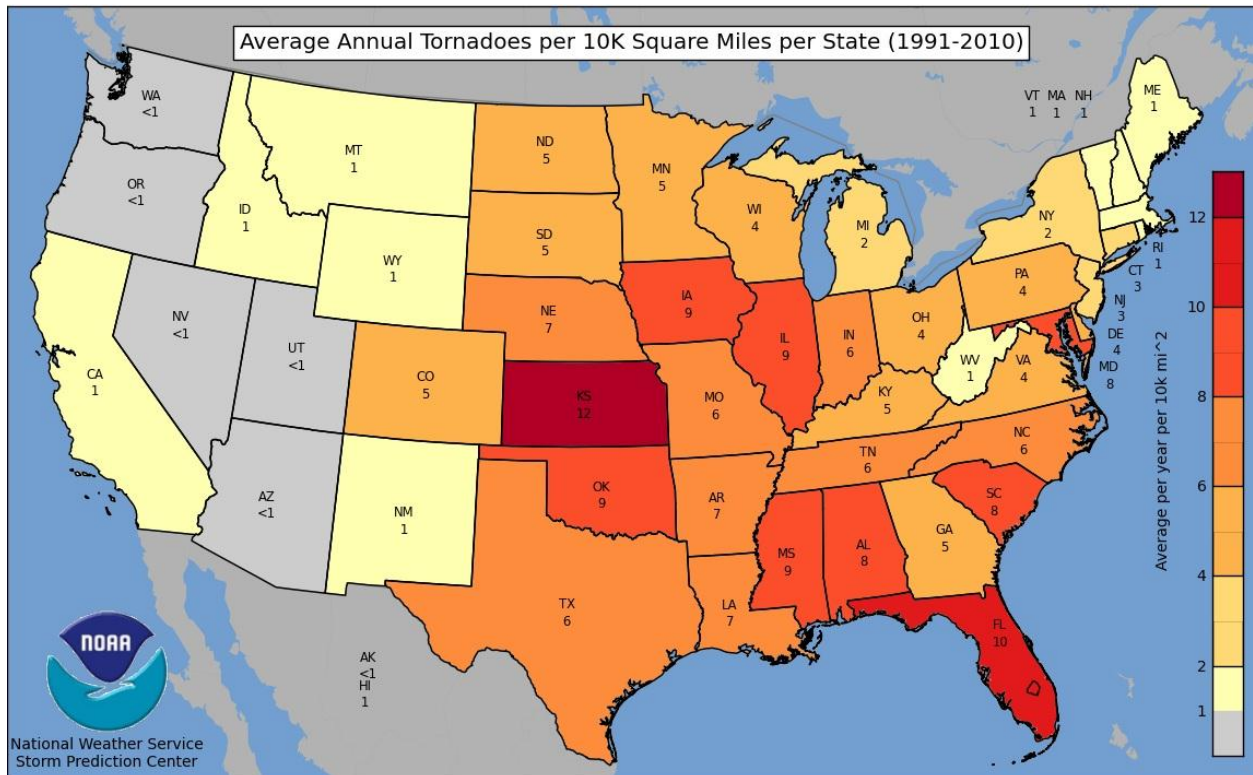 Average Annual Tornadoes per 10K Square Miles per State (1991-2010)
WA
<1
OR
<1
CA
1
NV
<1
ID
1
MT
1
WY
1
UT
<1
AZ
<1
CO
5
NM
1
ND
5
SD
5
NE
7
KS
12
OK
9
TX
6
MN
5
IA
9
MO
6
AR
7
LA
7
WI
4
IL
9
MS
9
MI
2
IN
6
OH
4
KY
5
TN
6
AL
8
GA
5
FL
10
SC
8
NC
6
VA
4
WV
1
PA
4
NY
2
VT MA NH
1 1 1
ME
1
RI
1
CT
3
NJ
3
DE
4
MD
8
AK
<1
HI
1
12
10
8
6
4
2
1
Average per year per 10k mi^2
NOAA
National Weather Service
Storm Prediction Center